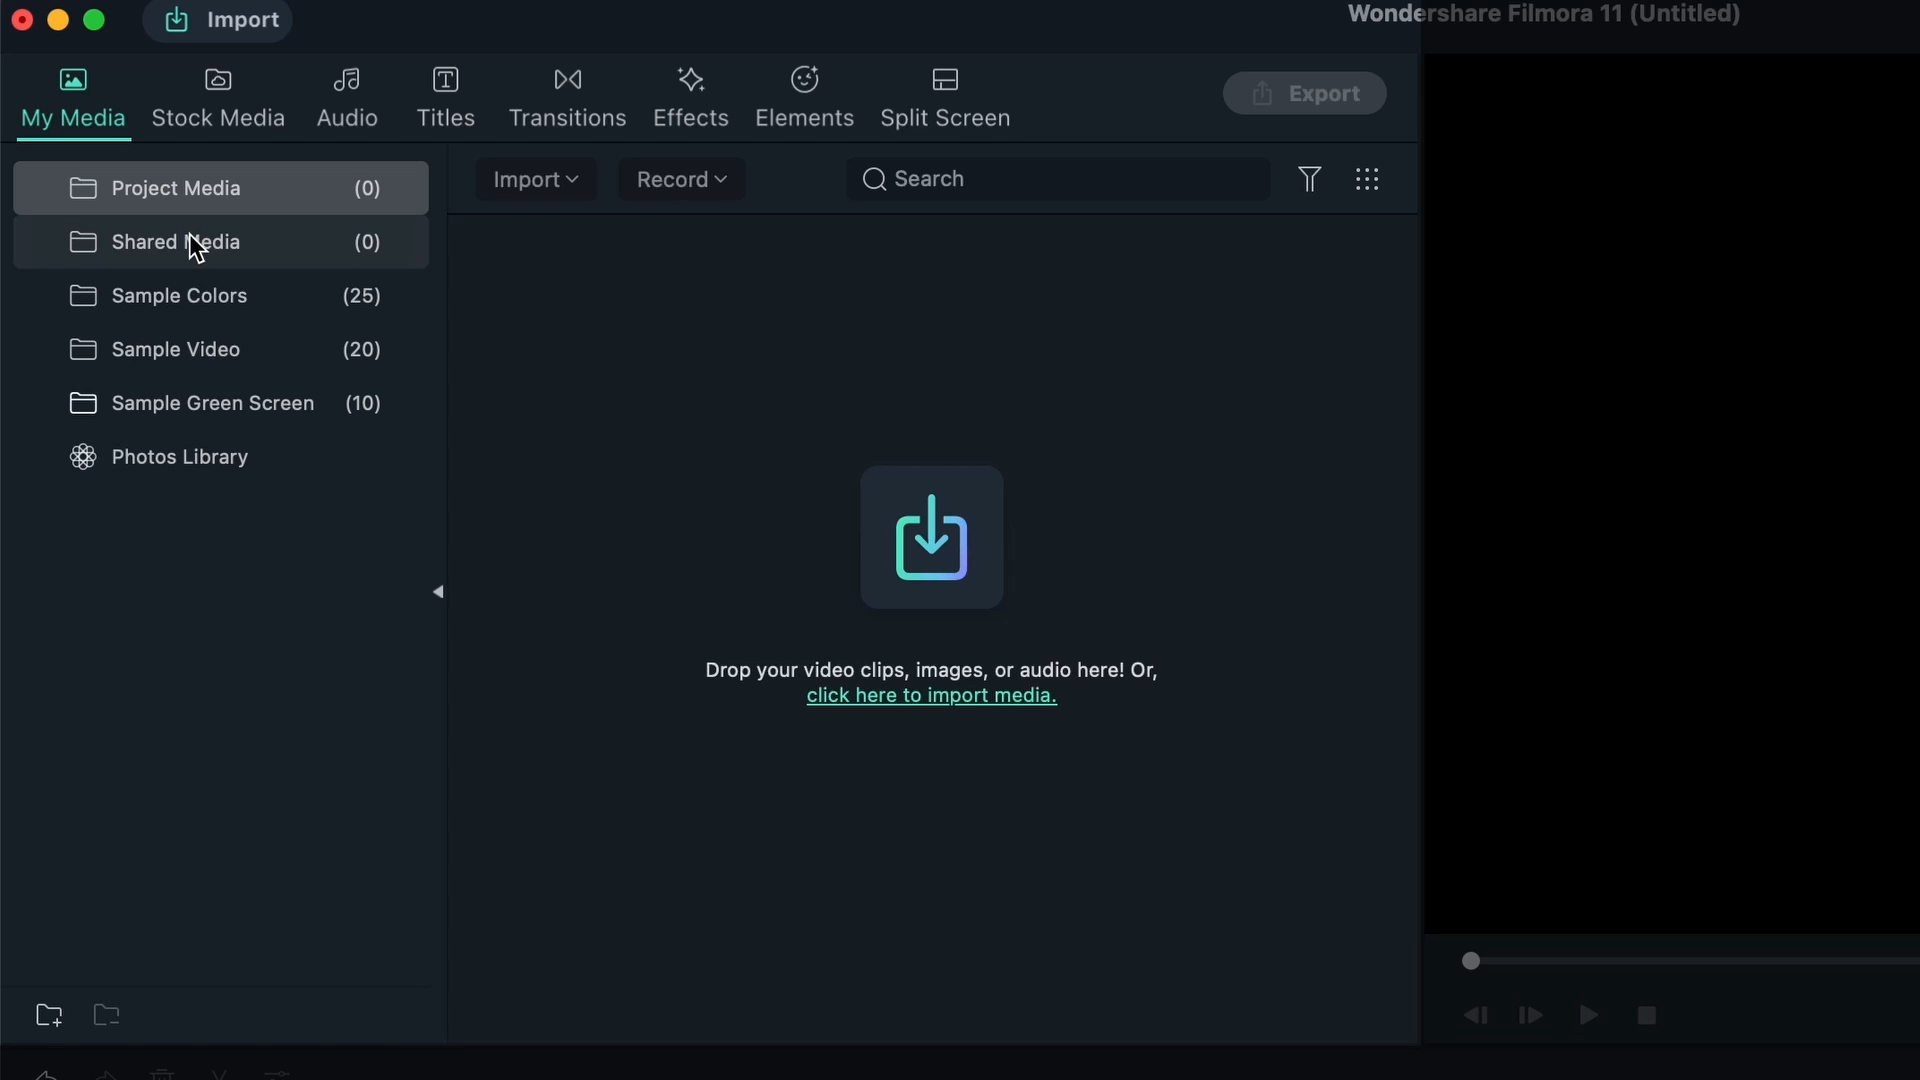 Import
Wondershare Filmora 11 (Untitled)
My Media
Stock Media
Audio
Titles
Transitions
Effects
Elements
Split Screen
Export
Project Media (0)
Shared Media (0)
Sample Colors (25)
Sample Video (20)
Sample Green Screen (10)
Photos Library
Import
Record
Search
Drop your video clips, images, or audio here! Or,
click here to import media.